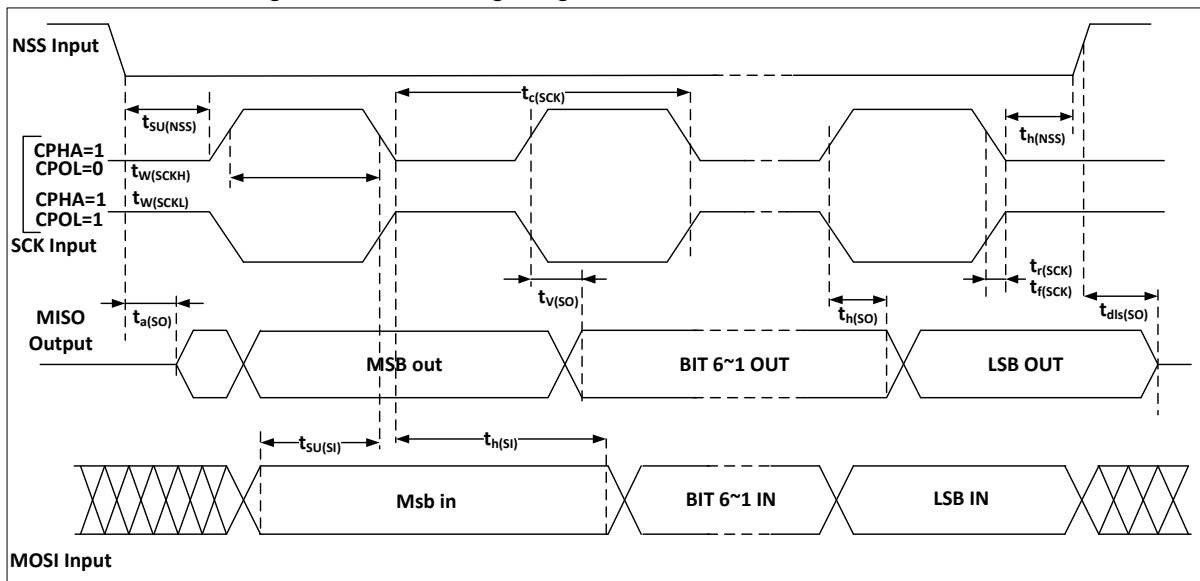 NSS Input
tc(SCK)
tSU(NSS)
th(NSS)
CPHA=1
CPOL=0
tW(SCKH)
CPHA=1
tW(SCKL)
CPOL=1
SCK Input
tr(SCK)
tV(SO)
tf(SCK)
ta(SO)
th(SO)
tdis(SO)
MISO
Output
MSB out
BIT 6~1 OUT
LSB OUT
tSU(SI)
th(SI)
Msb in
BIT 6~1 IN
LSB IN
MOSI Input